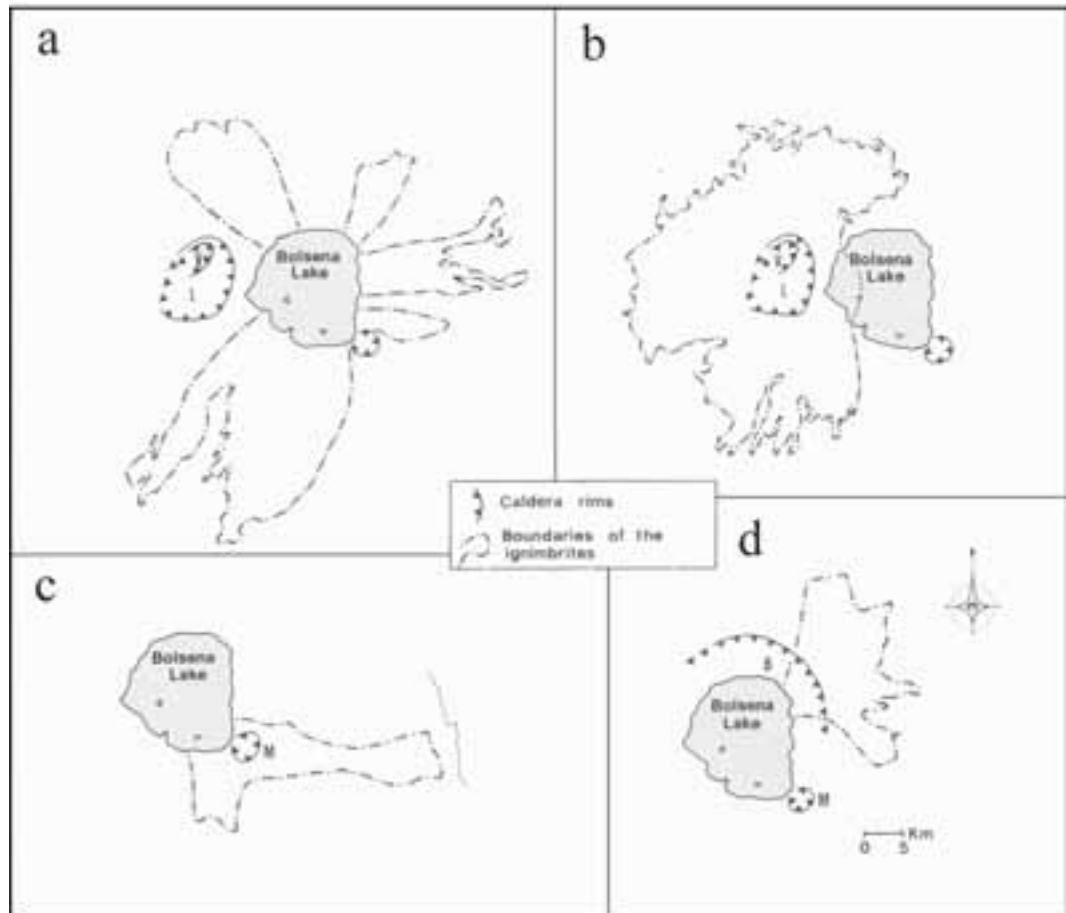 a
Bolsena
Lake
L
b
Bolsena
Lake
L
Caldera rims
Boundaries of the
ignimbrites
c
Bolsena
Lake
M
d
B
Bolsena
Lake
M
Km
0 5